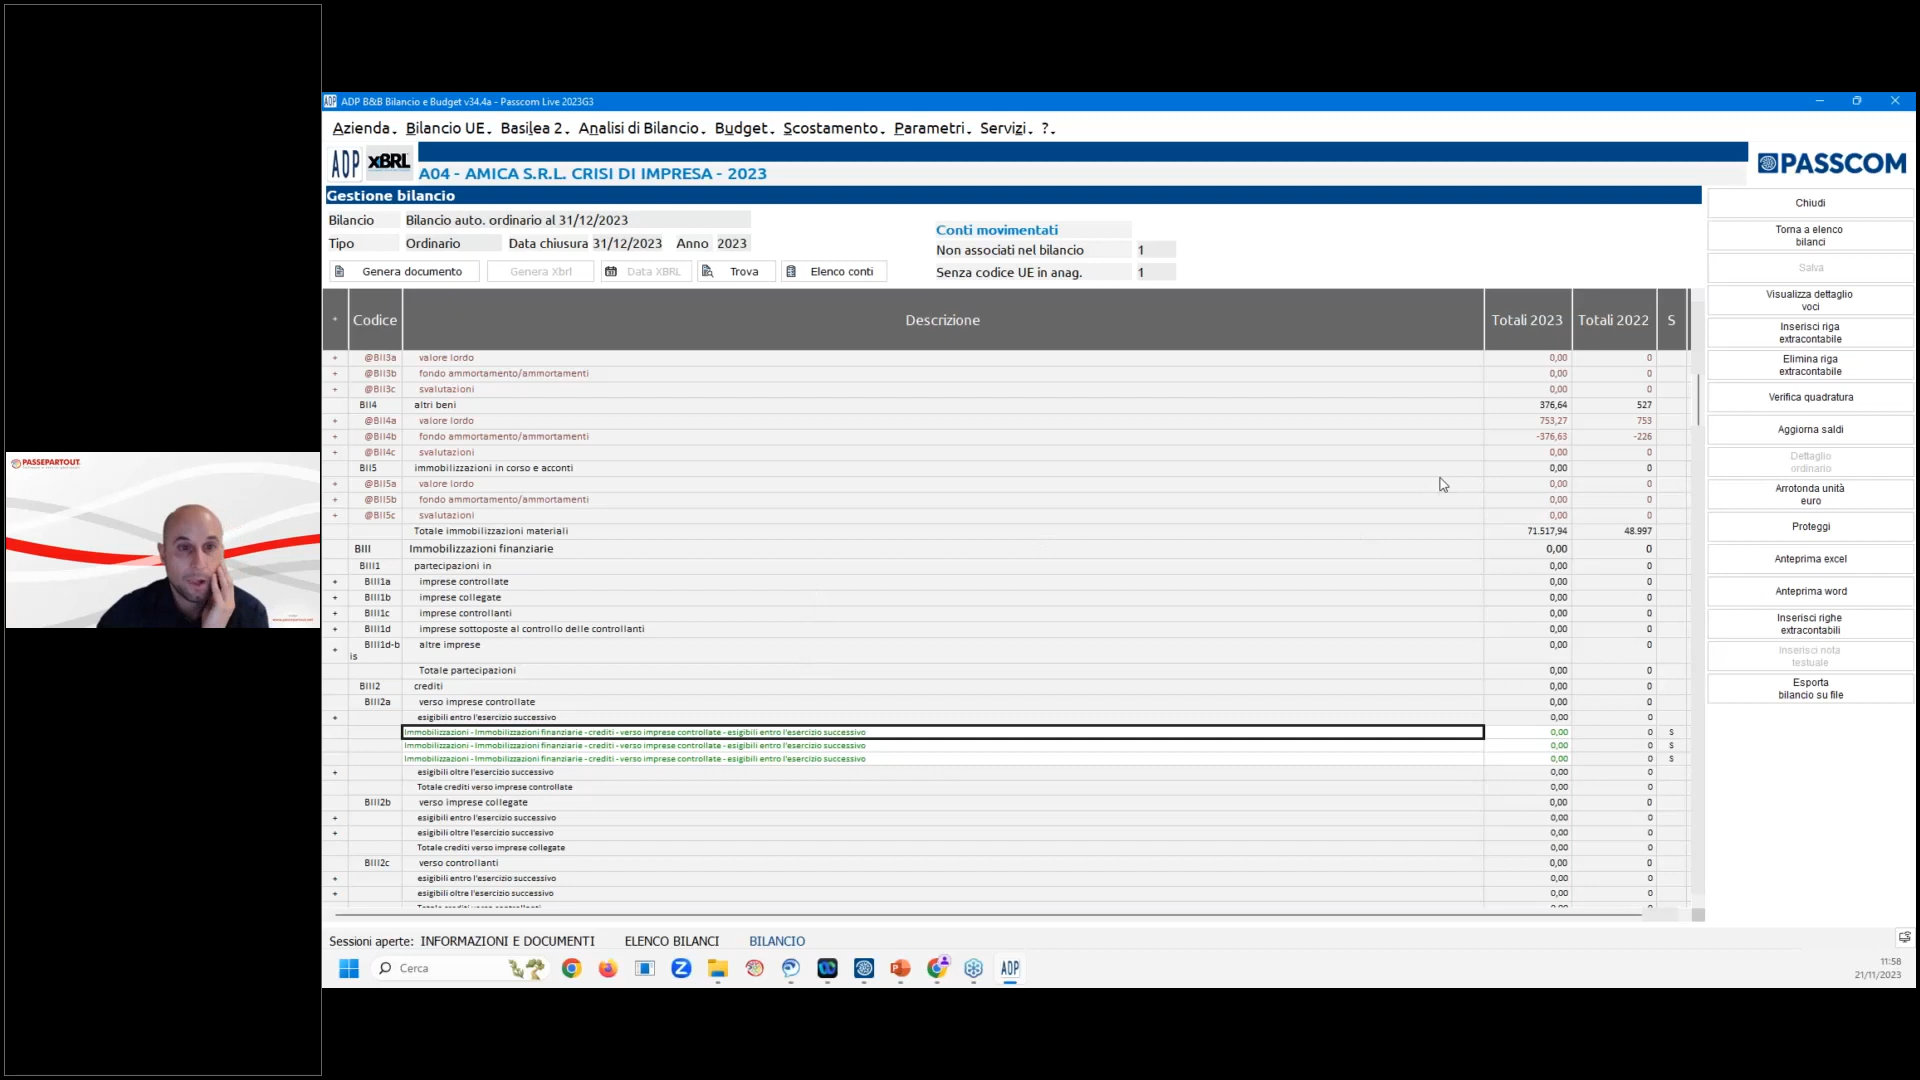 PASSEPARTOUT
ADP B&B Bilancio e Budget v34.4a - Passcom Live 2023G3
Azienda Bilancio UE Basilea 2 Analisi di Bilancio Budget Scostamento Parametri Servizi ?
ADP XBRL
A04 - AMICA S.R.L. CRISI DI IMPRESA - 2023
PASSCOM
Gestione bilancio
Bilancio Bilancio auto. ordinario al 31/12/2023
Tipo Ordinario Data chiusura 31/12/2023 Anno 2023
Conti movimentati
Non associati nel bilancio 1
Senza codice UE in anag. 1
Genera documento Genera Xbrl Data XBRL Trova Elenco conti
* Codice Descrizione Totali 2023 Totali 2022 S
+ @BII3a valore lordo 0,00 0
+ @BII3b fondo ammortamento/ammortamenti 0,00 0
+ @BII3c svalutazioni 0,00 0
BII4 altri beni 376,64 527
+ @BII4a valore lordo 753,27 753
+ @BII4b fondo ammortamento/ammortamenti -376,63 -226
+ @BII4c svalutazioni 0,00 0
BII5 immobilizzazioni in corso e acconti 0,00 0
+ @BII5a valore lordo 0,00 0
+ @BII5b fondo ammortamento/ammortamenti 0,00 0
+ @BII5c svalutazioni 0,00 0
Totale immobilizzazioni materiali 71.517,94 48.997
BIII Immobilizzazioni finanziarie 0,00 0
BIII1 partecipazioni in 0,00 0
+ BIII1a imprese controllate 0,00 0
+ BIII1b imprese collegate 0,00 0
+ BIII1c imprese controllanti 0,00 0
+ BIII1d imprese sottoposte al controllo delle controllanti 0,00 0
+ BIII1d-b altre imprese 0,00 0
is
Totale partecipazioni 0,00 0
BIII2 crediti 0,00 0
BIII2a verso imprese controllate 0,00 0
+ esigibili entro l'esercizio successivo 0,00 0
Immobilizzazioni - Immobilizzazioni finanziarie - crediti - verso imprese controllate - esigibili entro l'esercizio successivo 0,00 0 S
Immobilizzazioni - Immobilizzazioni finanziarie - crediti - verso imprese controllate - esigibili entro l'esercizio successivo 0,00 0 S
Immobilizzazioni - Immobilizzazioni finanziarie - crediti - verso imprese controllate - esigibili entro l'esercizio successivo 0,00 0 S
+ esigibili oltre l'esercizio successivo 0,00 0
Totale crediti verso imprese controllate 0,00 0
BIII2b verso imprese collegate 0,00 0
+ esigibili entro l'esercizio successivo 0,00 0
+ esigibili oltre l'esercizio successivo 0,00 0
Totale crediti verso imprese collegate 0,00 0
BIII2c verso controllanti 0,00 0
+ esigibili entro l'esercizio successivo 0,00 0
+ esigibili oltre l'esercizio successivo 0,00 0
Totale crediti verso controllanti 0,00 0
Chiudi
Torna a elenco
bilanci
Salva
Visualizza dettaglio
voci
Inserisci riga
extracontabile
Elimina riga
extracontabile
Verifica quadratura
Aggiorna saldi
Dettaglio
ordinario
Arrotonda unità
euro
Proteggi
Anteprima excel
Anteprima word
Inserisci righe
extracontabili
Inserisci nota
testuale
Esporta
bilancio su file
Sessioni aperte: INFORMAZIONI E DOCUMENTI ELENCO BILANCI BILANCIO
Cerca
ADP
11:58
21/11/2023